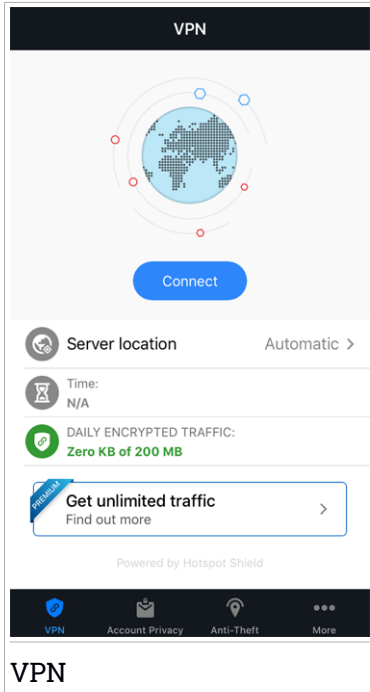 VPN
Connect
Server location Automatic
Time:
N/A
DAILY ENCRYPTED TRAFFIC:
Zero KB of 200 MB
PREMIUM
Get unlimited traffic
Find out more
Powered by Hotspot Shield
VPN Account Privacy Anti-Theft More
VPN